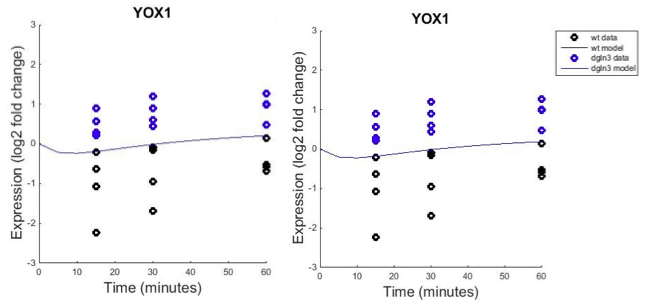 YOX1
3
2
1
0
-1
-2
-3
0 10 20 30 40 50 60
Expression (log2 fold change)
Time (minutes)
YOX1
3
2
1
0
-1
-2
-3
0 10 20 30 40 50 60
Expression (log2 fold change)
Time (minutes)
wt data
wt model
dgln3 data
dgln3 model